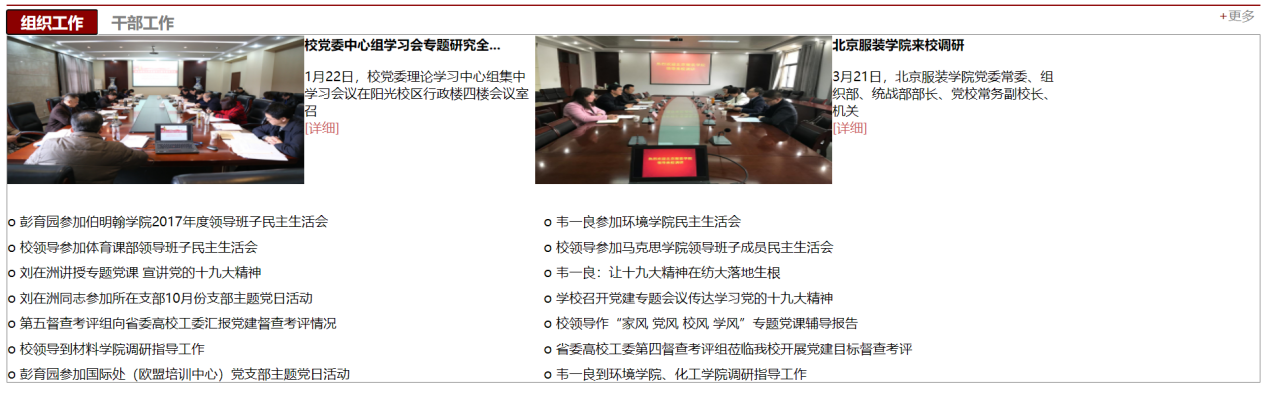 组织工作 干部工作 +更多
校党委中心组学习会专题研究全...
1月22日，校党委理论学习中心组集中
学习会议在阳光校区行政楼四楼会议室
召
[详细]
北京服装学院来校调研
3月21日，北京服装学院党委常委、组
织部、统战部部长、党校常务副校长、
机关
[详细]
o 彭育园参加伯明翰学院2017年度领导班子民主生活会
o 校领导参加体育课部领导班子民主生活会
o 刘在洲讲授专题党课 宣讲党的十九大精神
o 刘在洲同志参加所在支部10月份支部主题党日活动
o 第五督查考评组向省委高校工委汇报党建督查考评情况
o 校领导到材料学院调研指导工作
o 彭育园参加国际处（欧盟培训中心）党支部主题党日活动
o 韦一良参加环境学院民主生活会
o 校领导参加马克思学院领导班子成员民主生活会
o 韦一良：让十九大精神在纺大落地生根
o 学校召开党建专题会议传达学习党的十九大精神
o 校领导作“家风 党风 校风 学风”专题党课辅导报告
o 省委高校工委第四督查考评组莅临我校开展党建目标督查考评
o 韦一良到环境学院、化工学院调研指导工作